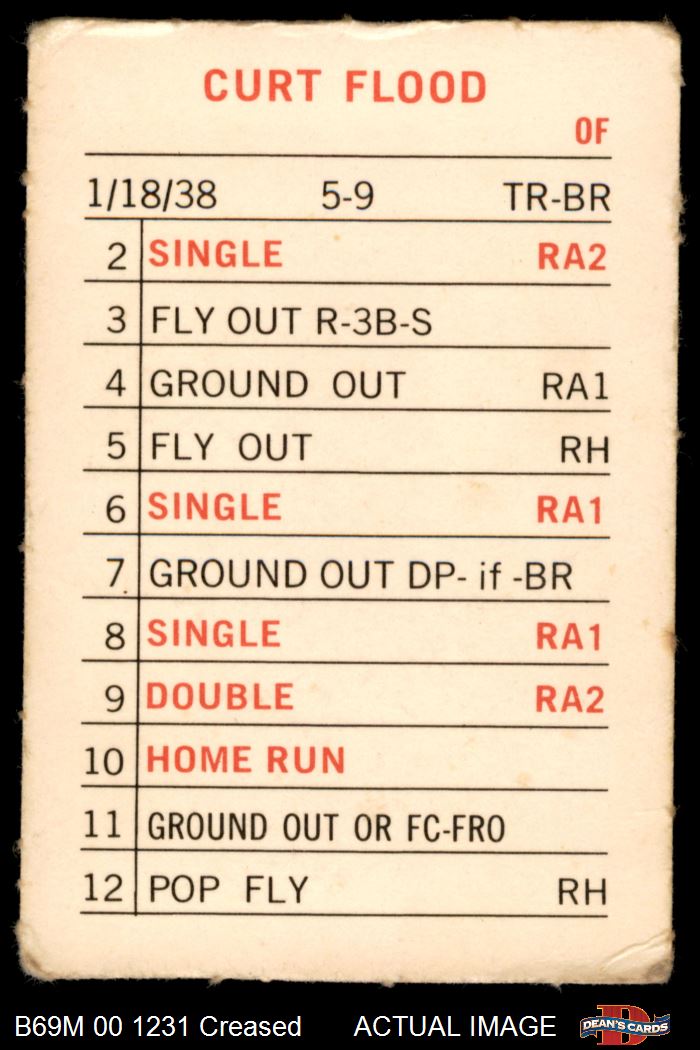 CURT FLOOD
OF
1/18/38 5-9 TR-BR
2 SINGLE RA2
3 FLY OUT R-3B-S
4 GROUND OUT RA1
5 FLY OUT RH
6 SINGLE RA1
7 GROUND OUT DP- if -BR
8 SINGLE RA1
9 DOUBLE RA2
10 HOME RUN
11 GROUND OUT OR FC-FRO
12 POP FLY RH
B69M 00 1231 Creased ACTUAL IMAGE DEAN'S CARDS